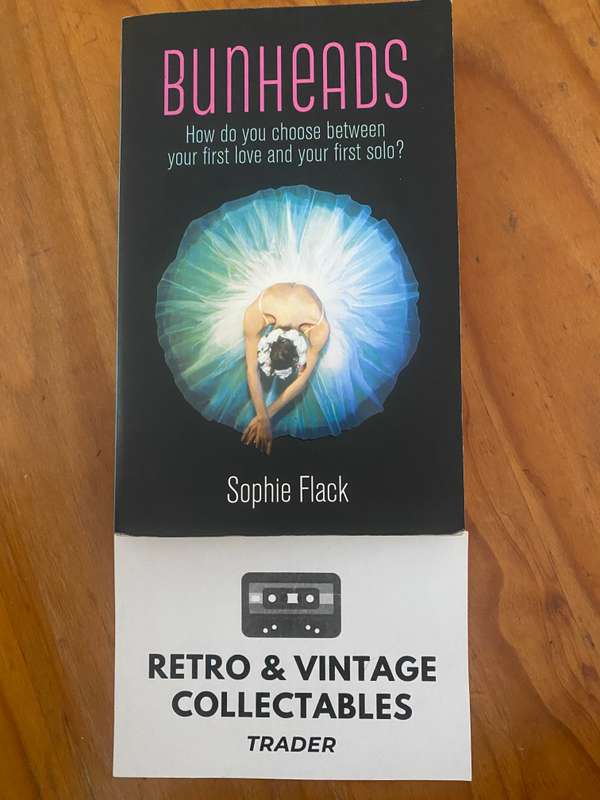 BUNHEADS
How do you choose between
your first love and your first solo?
Sophie Flack
RETRO & VINTAGE
COLLECTABLES
TRADER